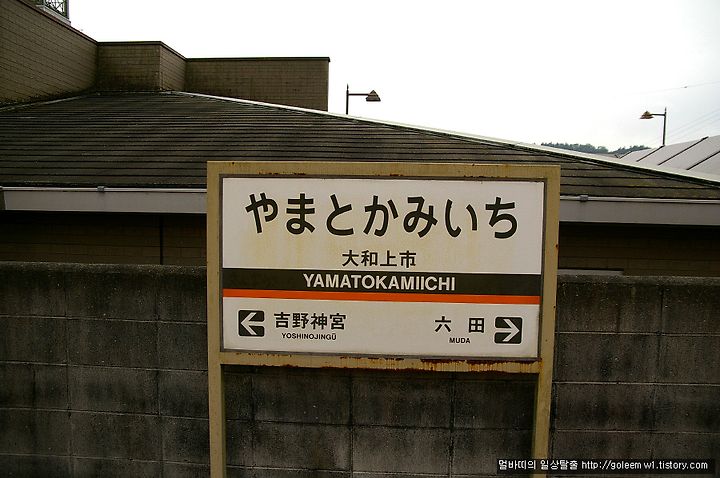 やまとかみいち
大和上市
YAMATOKAMIICHI
吉野神宮 六田
YOSHINOJINGŪ MUDA
멀바띠의 일상탈출 http://goleem.w1.tistory.com